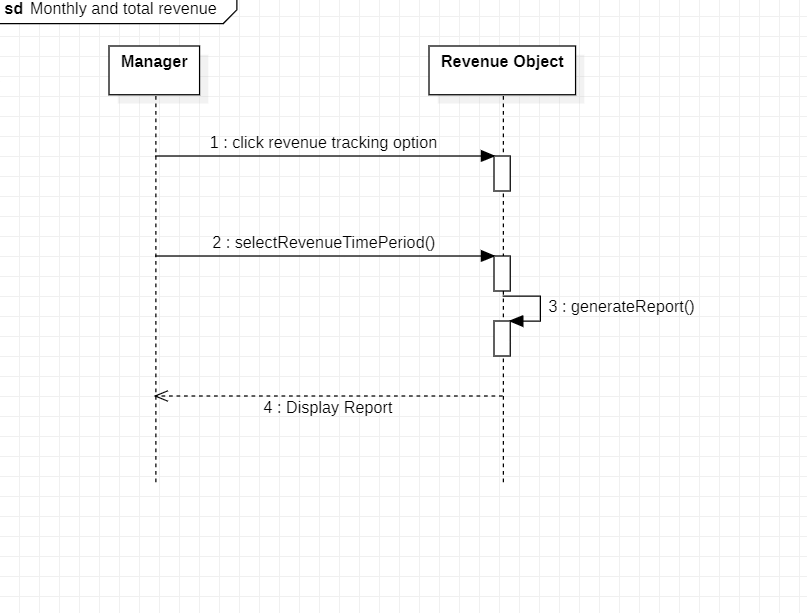 sd Monthly and total revenue
Manager
Revenue Object
1 : click revenue tracking option
2 : selectRevenueTimePeriod()
3 : generateReport()
4 : Display Report